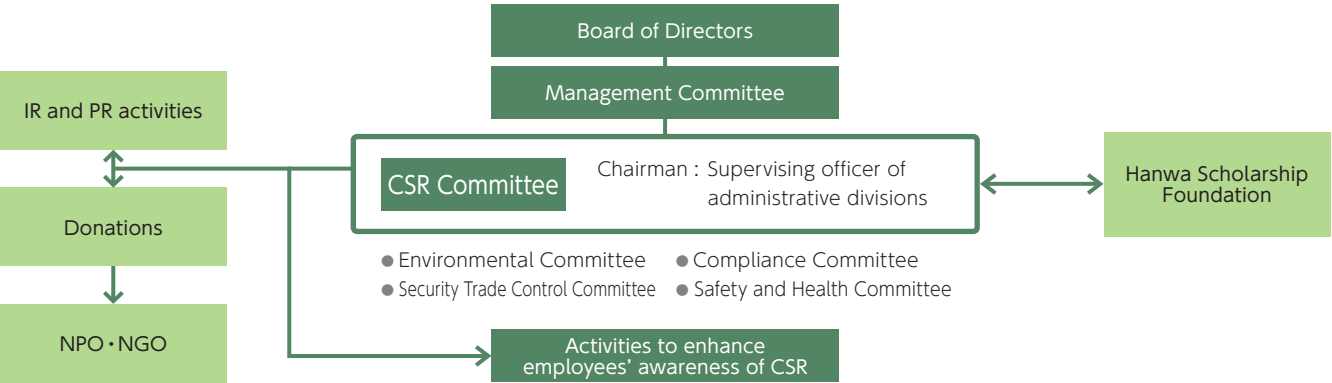 Board of Directors
Management Committee
IR and PR activities
CSR Committee
Chairman : Supervising officer of
administrative divisions
Hanwa Scholarship
Foundation
Donations
● Environmental Committee
● Compliance Committee
● Security Trade Control Committee
● Safety and Health Committee
NPO・NGO
Activities to enhance
employees’ awareness of CSR